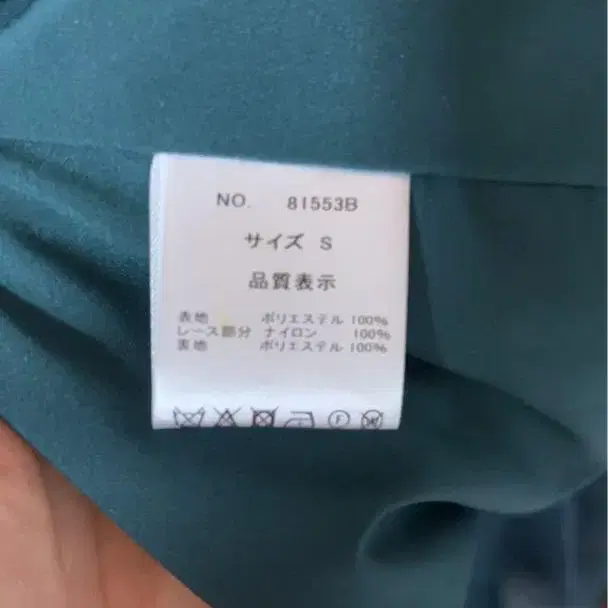 NO. 81553B
サイズ S
品質表示
表地 ポリエステル 100%
レース部分 ナイロン 100%
裏地 ポリエステル 100%
F W